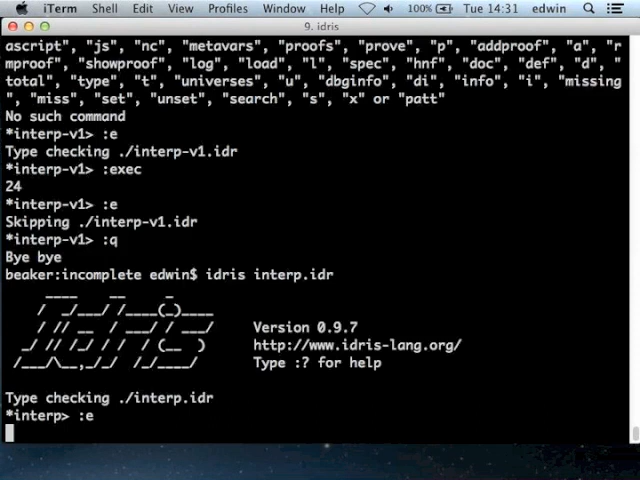 iTerm Shell Edit View Profiles Window Help 100% Tue 14:31 edwin
9. idris
ascript", "js", "nc", "metavars", "proofs", "prove", "p", "addproof", "a", "r
mproof", "showproof", "log", "load", "l", "spec", "hnf", "doc", "def", "d", "
total", "type", "t", "universes", "u", "dbginfo", "di", "info", "i", "missing
", "miss", "set", "unset", "search", "s", "x" or "patt"
No such command
*interp-v1> :e
Type checking ./interp-v1.idr
*interp-v1> :exec
24
*interp-v1> :e
Skipping ./interp-v1.idr
*interp-v1> :q
Bye bye
beaker:incomplete edwin$ idris interp.idr
Idris
Version 0.9.7
http://www.idris-lang.org/
Type :? for help
Type checking ./interp.idr
*interp> :e